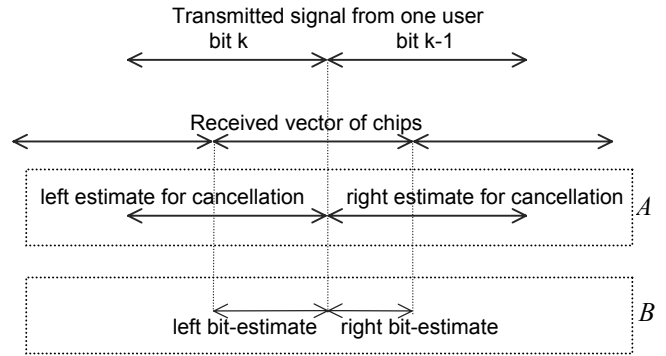 Transmitted signal from one user
bit k bit k-1
Received vector of chips
left estimate for cancellation right estimate for cancellation
A
left bit-estimate right bit-estimate
B